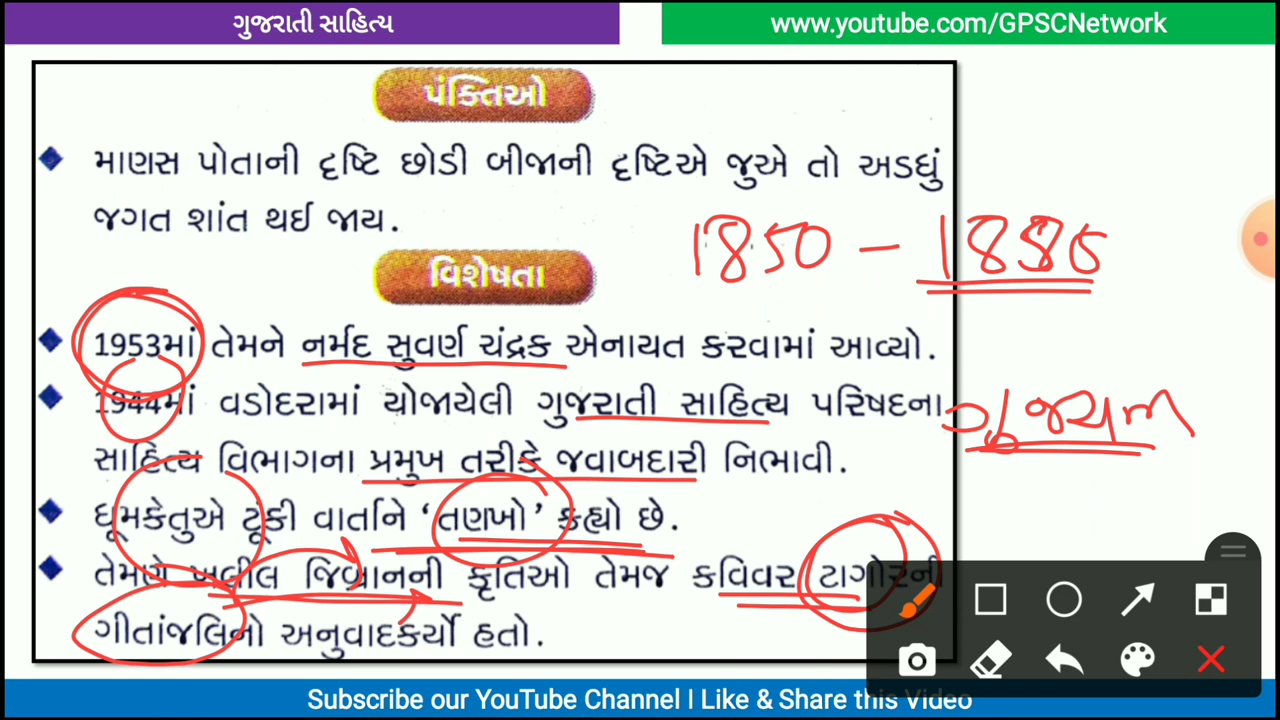 ગુજરાતી સાહિત્ય
www.youtube.com/GPSCNetwork
પંક્તિઓ
માણસ પોતાની દૃષ્ટિ છોડી બીજાની દૃષ્ટિએ જુએ તો અડધું
જગત શાંત થઈ જાય.
1850 –
વિશેષતા
1953માં તેમને નર્મદ સુવર્ણ ચંદ્રક એનાયત કરવામાં આવ્યો.
1944માં વડોદરામાં યોજાયેલી ગુજરાતી સાહિત્ય પરિષદના
સાહિત્ય વિભાગના પ્રમુખ તરીકે જવાબદારી નિભાવી.
ધૂમકેતુએ ટૂંકી વાર્તાને ‘તણખો’ કહ્યો છે.
તેમણે ખલીલ જિબ્રાનની કૃતિઓ તેમજ કવિવર ટાગોરની
ગીતાંજલિનો અનુવાદકર્યો હતો.
Subscribe our YouTube Channel I Like & Share this Video